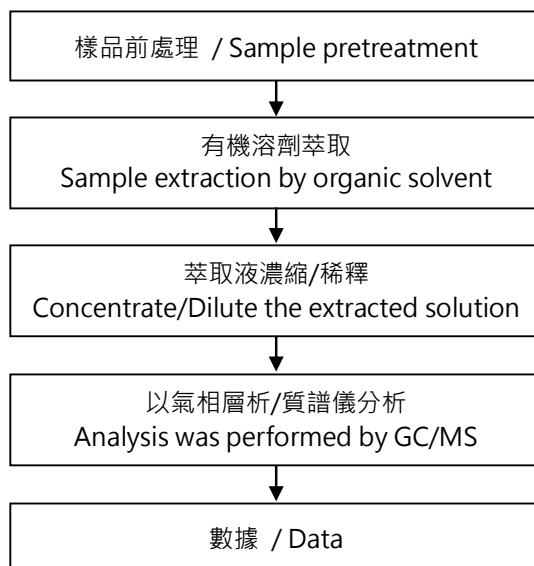 樣品前處理 / Sample pretreatment
有機溶劑萃取
Sample extraction by organic solvent
萃取液濃縮/稀釋
Concentrate/Dilute the extracted solution
以氣相層析/質譜儀分析
Analysis was performed by GC/MS
數據 / Data